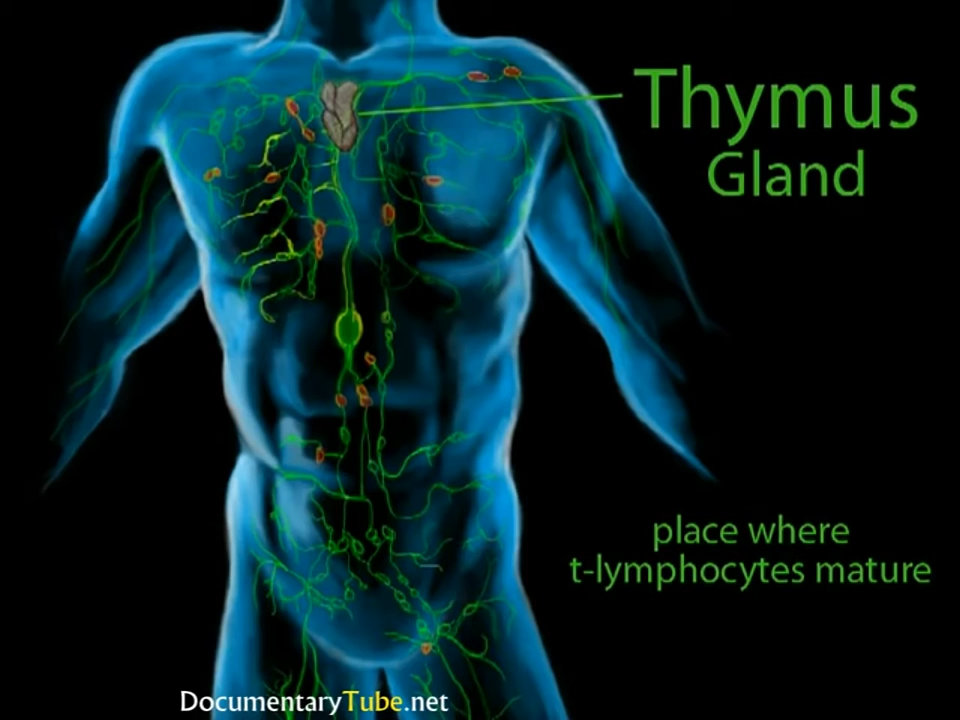 Thymus
Gland
place where
t-lymphocytes mature
DocumentaryTube.net